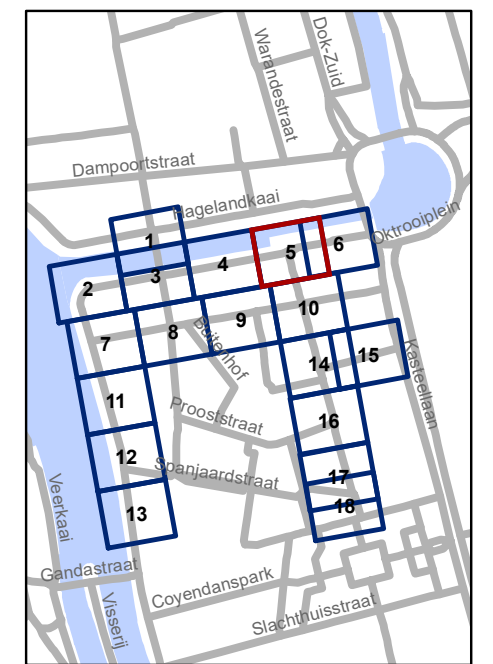 Warandestraat
Dok-Zuid
Dampoortstraat
Hagelandkaai
Oktrooiplein
1
2
3
4
5
6
7
8
9
10
Buitenhof
11
14
15
Kasteellaan
Prooststraat
16
12
Spanjaardstraat
17
13
18
Veerkaai
Gandastraat
Visserij
Coyendanspark
Slachthuisstraat